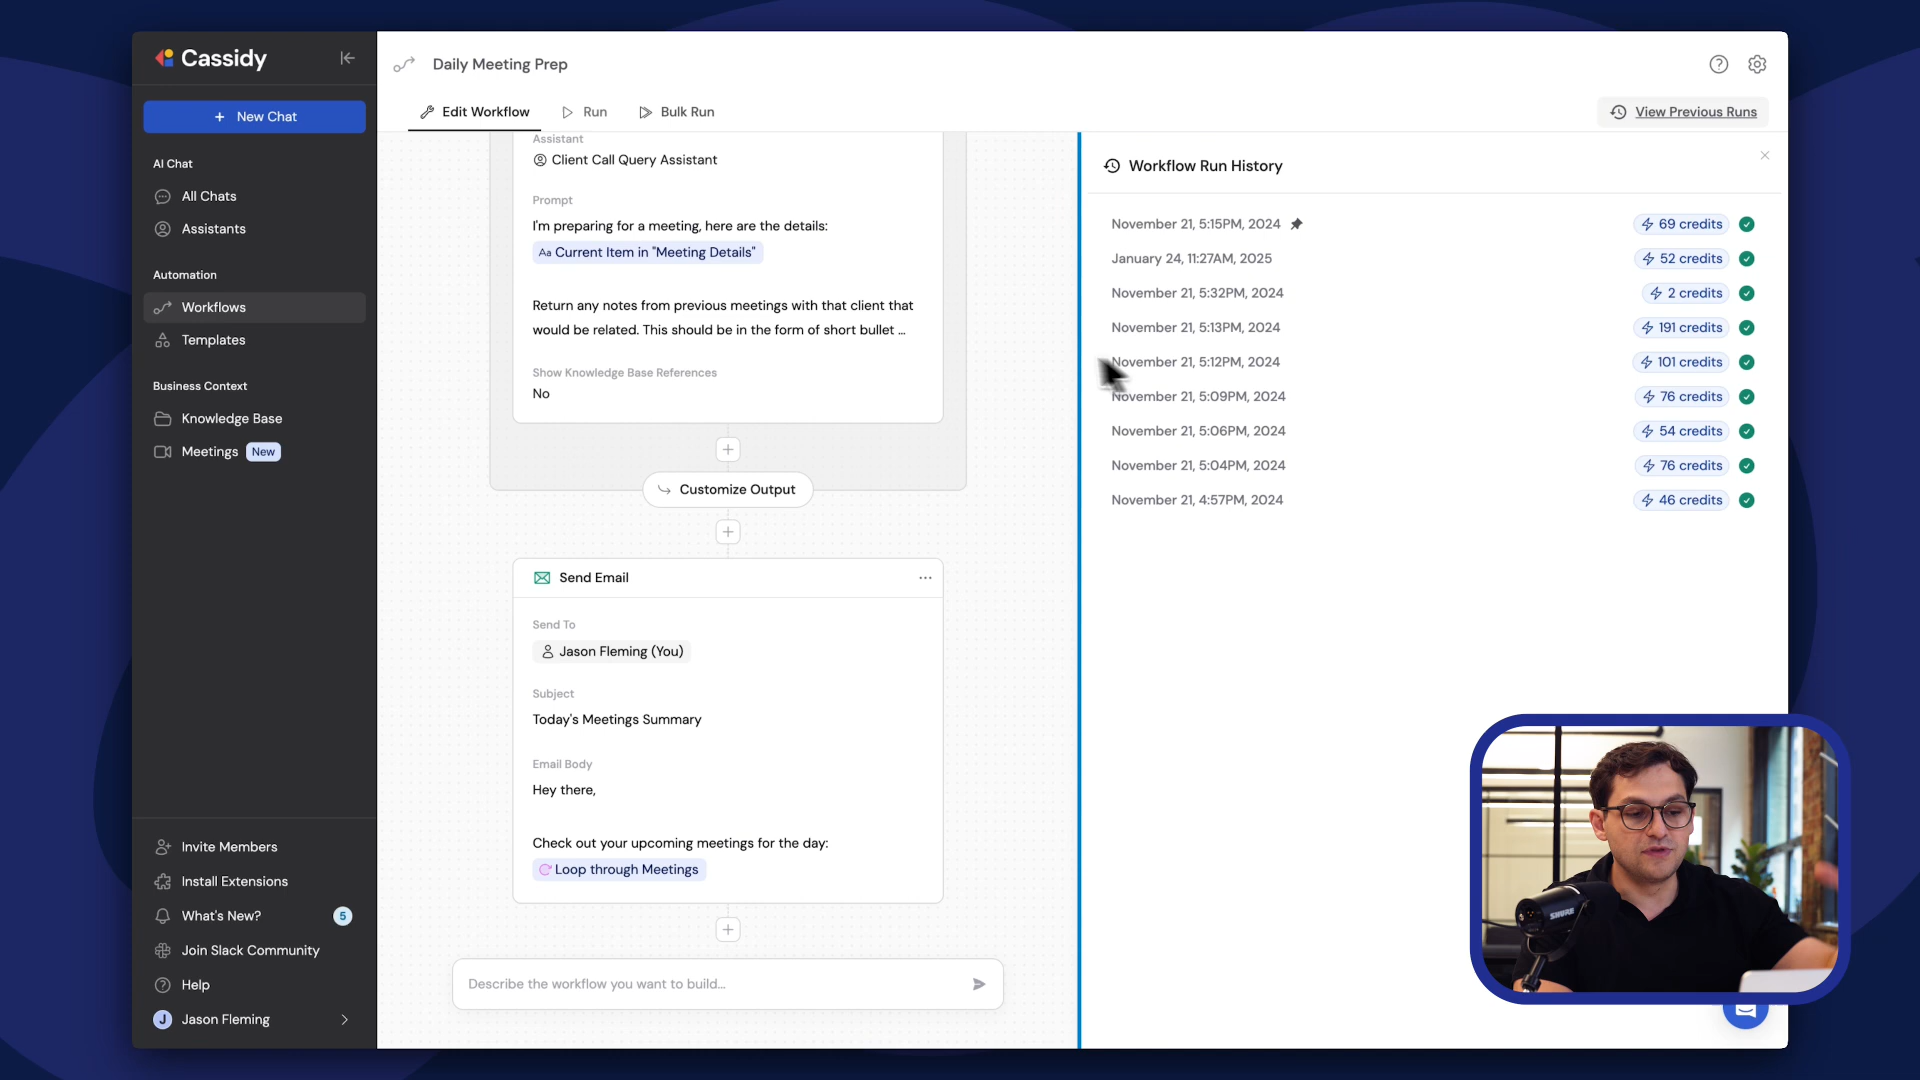 Cassidy
New Chat
AI Chat
All Chats
Assistants
Automation
Workflows
Templates
Business Context
Knowledge Base
Meetings New
Invite Members
Install Extensions
What's New? 5
Join Slack Community
Help
J Jason Fleming
Daily Meeting Prep
Edit Workflow
Run
Bulk Run
View Previous Runs
Assistant
Client Call Query Assistant
Prompt
I'm preparing for a meeting, here are the details:
Aa Current Item in "Meeting Details"
Return any notes from previous meetings with that client that
would be related. This should be in the form of short bullet ...
Show Knowledge Base References
No
Customize Output
Send Email
Send To
Jason Fleming (You)
Subject
Today's Meetings Summary
Email Body
Hey there,
Check out your upcoming meetings for the day:
Loop through Meetings
Describe the workflow you want to build...
Workflow Run History
November 21, 5:15PM, 2024 69 credits
January 24, 11:27AM, 2025 52 credits
November 21, 5:32PM, 2024 2 credits
November 21, 5:13PM, 2024 191 credits
November 21, 5:12PM, 2024 101 credits
November 21, 5:09PM, 2024 76 credits
November 21, 5:06PM, 2024 54 credits
November 21, 5:04PM, 2024 76 credits
November 21, 4:57PM, 2024 46 credits
SHURE